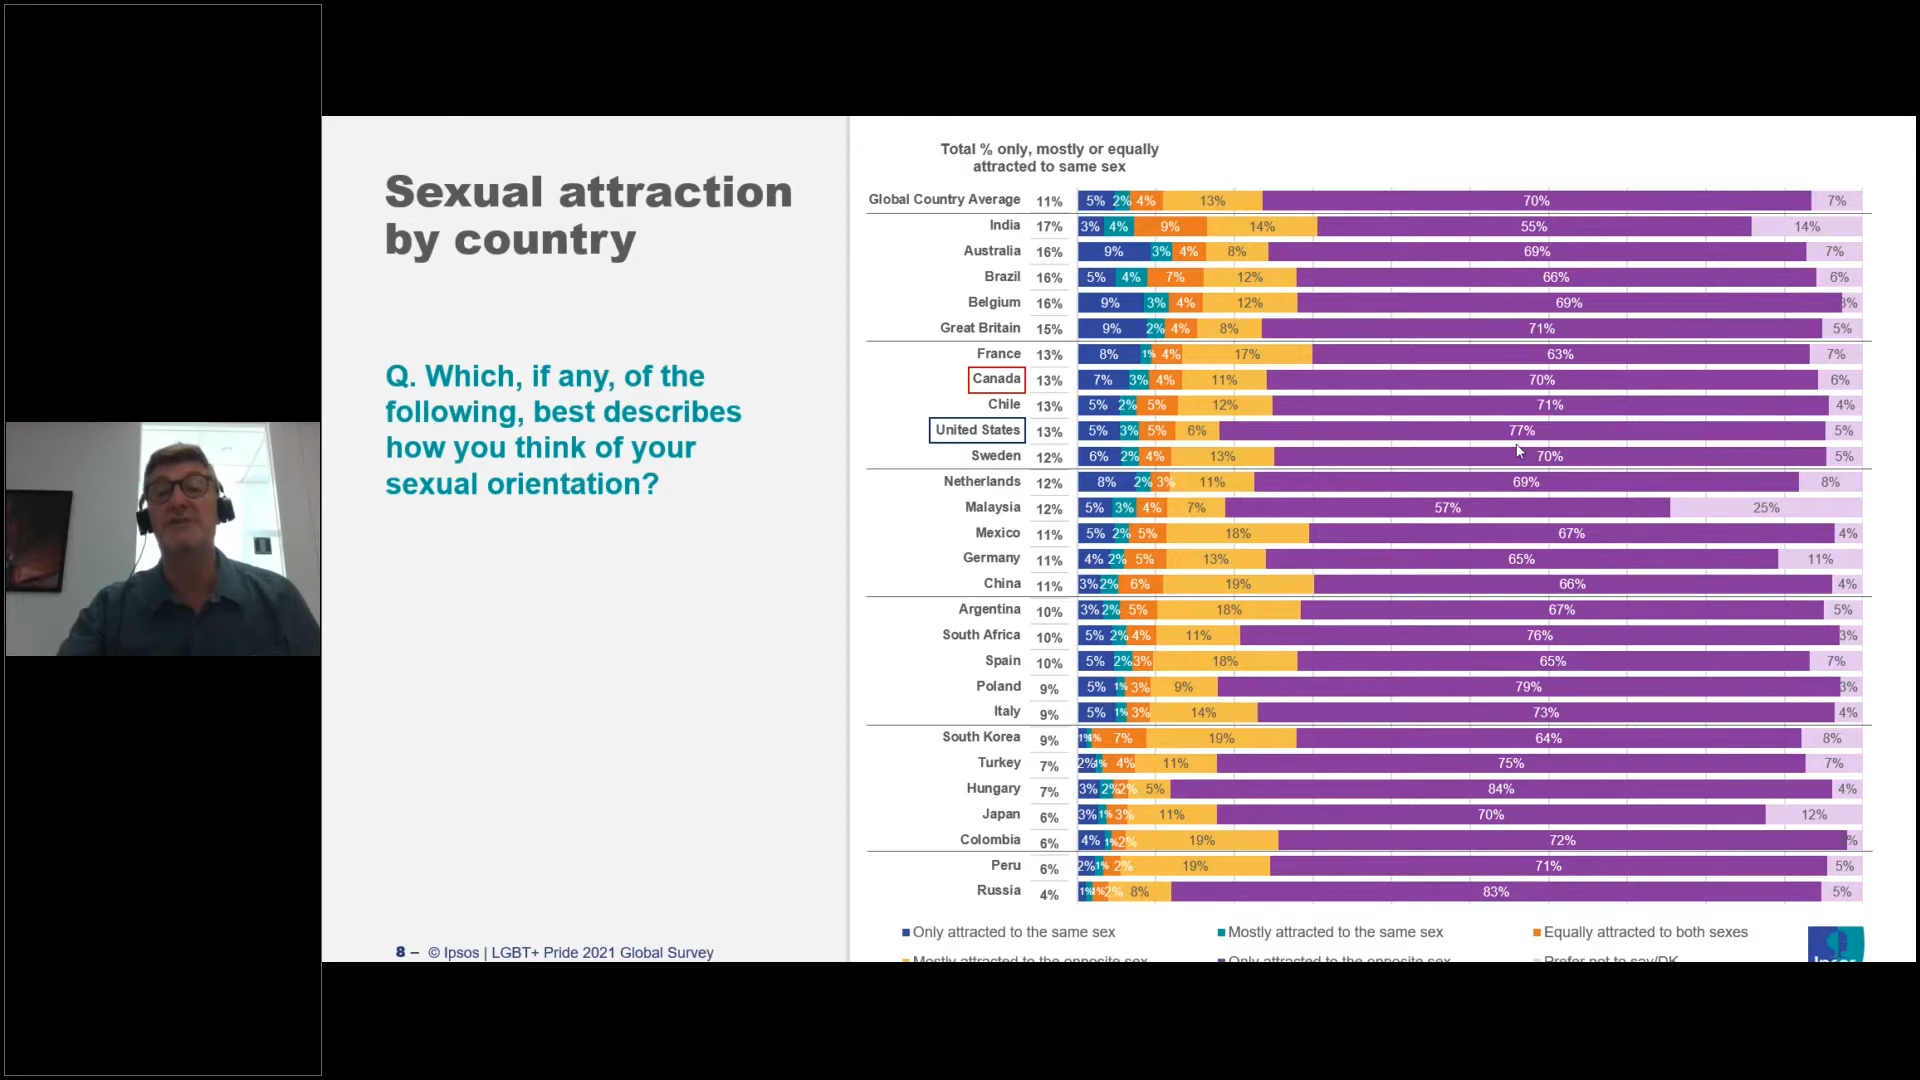 Sexual attraction
by country
Q. Which, if any, of the
following, best describes
how you think of your
sexual orientation?
8 – © Ipsos | LGBT+ Pride 2021 Global Survey
Total % only, mostly or equally
attracted to same sex
Global Country Average 11% 5% 2% 4% 13% 70% 7%
India 17% 3% 4% 9% 14% 55% 14%
Australia 16% 9% 3% 4% 8% 69% 7%
Brazil 16% 5% 4% 7% 12% 66% 6%
Belgium 16% 9% 3% 4% 12% 69% 3%
Great Britain 15% 9% 2% 4% 8% 71% 5%
France 13% 8% 1% 4% 17% 63% 7%
Canada 13% 7% 3% 4% 11% 70% 6%
Chile 13% 5% 2% 5% 12% 71% 4%
United States 13% 5% 3% 5% 6% 77% 5%
Sweden 12% 6% 2% 4% 13% 70% 5%
Netherlands 12% 8% 2% 3% 11% 69% 8%
Malaysia 12% 5% 3% 4% 7% 57% 25%
Mexico 11% 5% 2% 5% 18% 67% 4%
Germany 11% 4% 2% 5% 13% 65% 11%
China 11% 3% 2% 6% 19% 66% 4%
Argentina 10% 3% 2% 5% 18% 67% 5%
South Africa 10% 5% 2% 4% 11% 76% 3%
Spain 10% 5% 2% 3% 18% 65% 7%
Poland 9% 5% 1% 3% 9% 79% 3%
Italy 9% 5% 1% 3% 14% 73% 4%
South Korea 9% 1% 1% 7% 19% 64% 8%
Turkey 7% 2% 1% 4% 11% 75% 7%
Hungary 7% 3% 2% 2% 5% 84% 4%
Japan 6% 3% 1% 3% 11% 70% 12%
Colombia 6% 4% 1% 2% 19% 72% %
Peru 6% 2% 1% 2% 19% 71% 5%
Russia 4% 1% 1% 2% 8% 83% 5%
Only attracted to the same sex Mostly attracted to the same sex Equally attracted to both sexes
Mostly attracted to the opposite sex Only attracted to the opposite sex Prefer not to say/DK
Ipsos